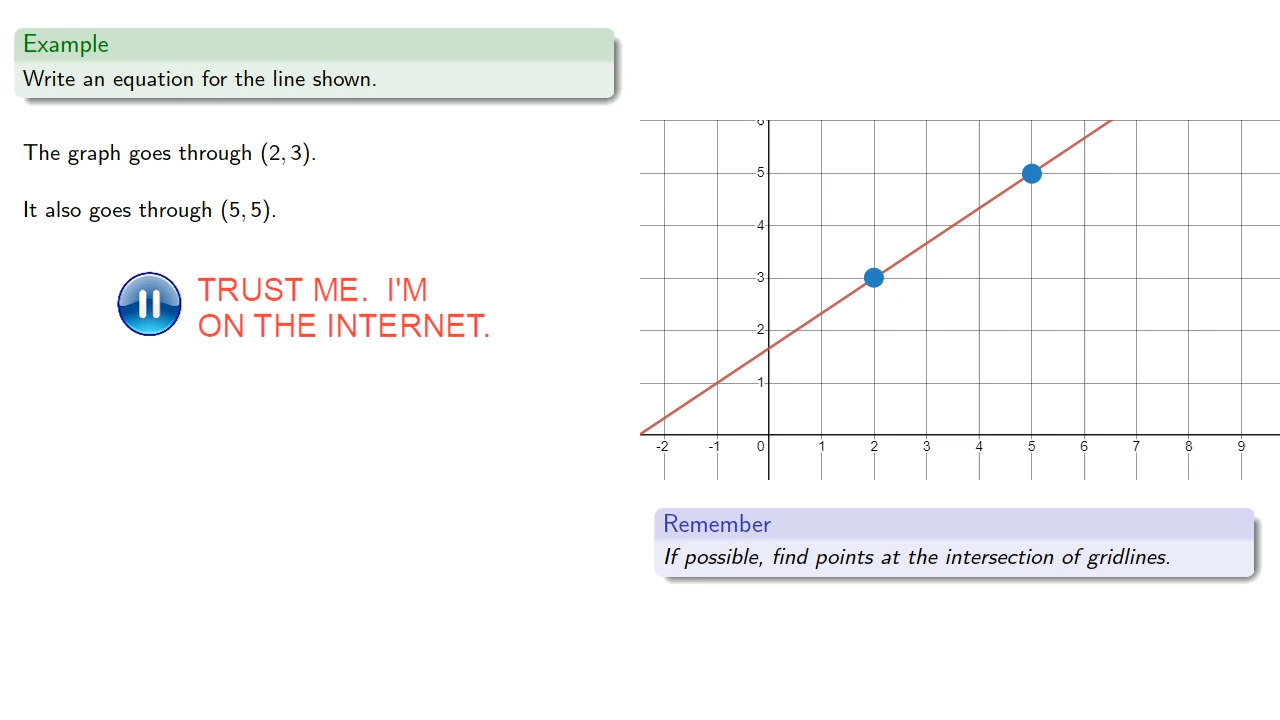 Example
Write an equation for the line shown.
The graph goes through (2, 3).
It also goes through (5, 5).
TRUST ME. I'M
ON THE INTERNET.
6
5
4
3
2
1
-2 -1 0 1 2 3 4 5 6 7 8 9
Remember
If possible, find points at the intersection of gridlines.